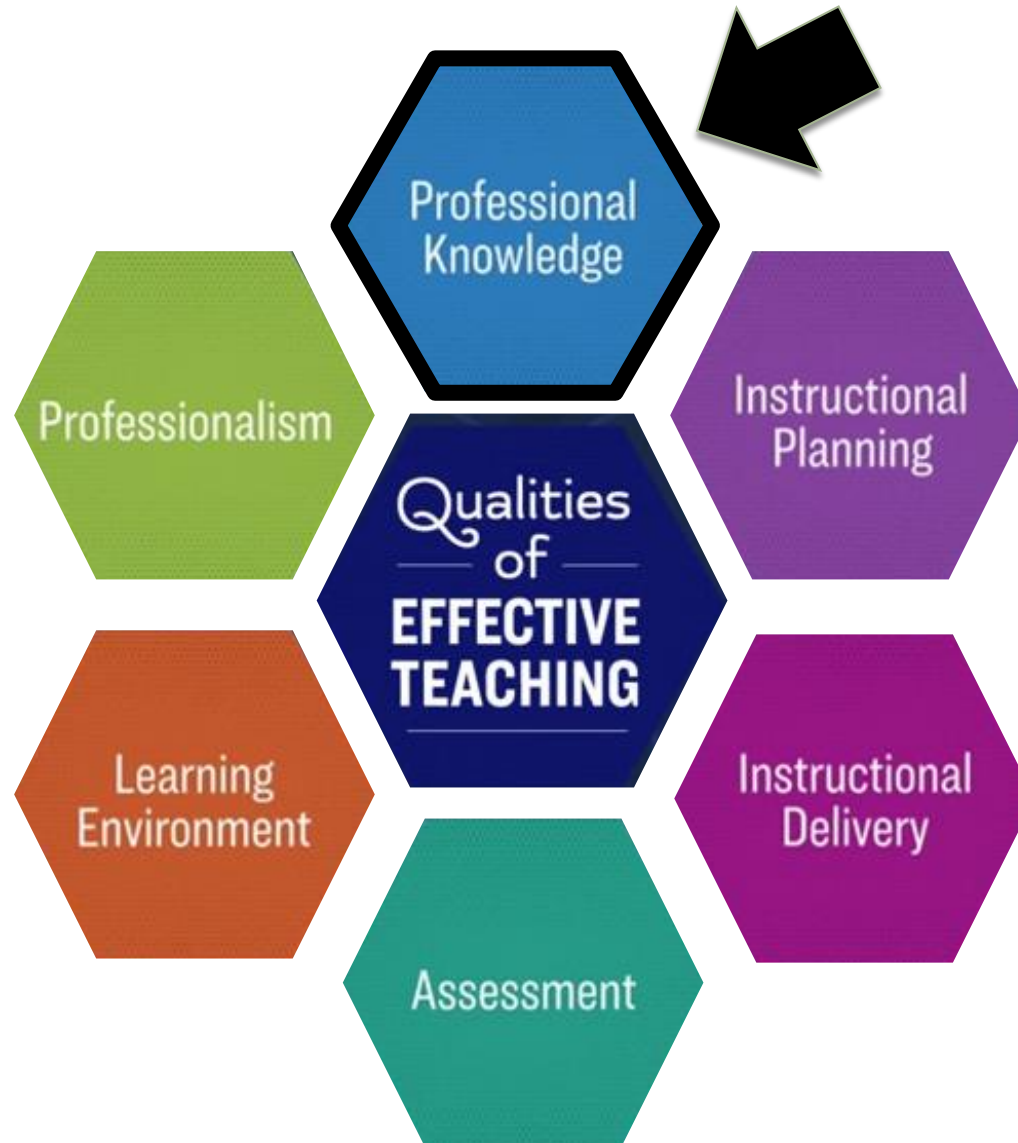 Professional
Knowledge
Professionalism
Instructional
Planning
Qualities
of
EFFECTIVE
TEACHING
Learning
Environment
Instructional
Delivery
Assessment